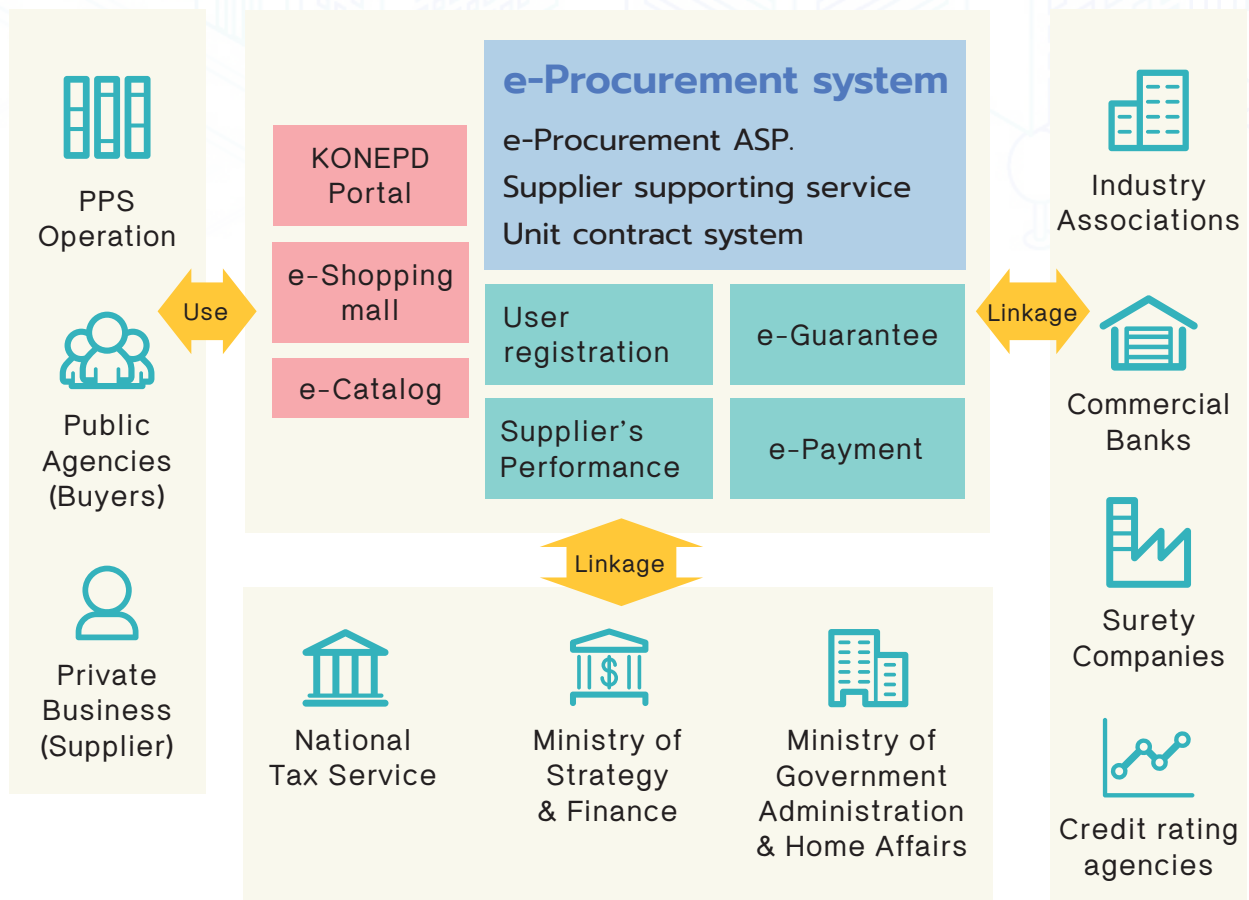 PPS
Operation
Public
Agencies
(Buyers)
Private
Business
(Supplier)
Use
KONEPD
Portal
e-Shopping
mall
e-Catalog
e-Procurement system
e-Procurement ASP.
Supplier supporting service
Unit contract system
User
registration
e-Guarantee
Supplier's
Performance
e-Payment
Linkage
Industry
Associations
Commercial
Banks
Surety
Companies
Credit rating
agencies
Linkage
National
Tax Service
Ministry of
Strategy
& Finance
Ministry of
Government
Administration
& Home Affairs